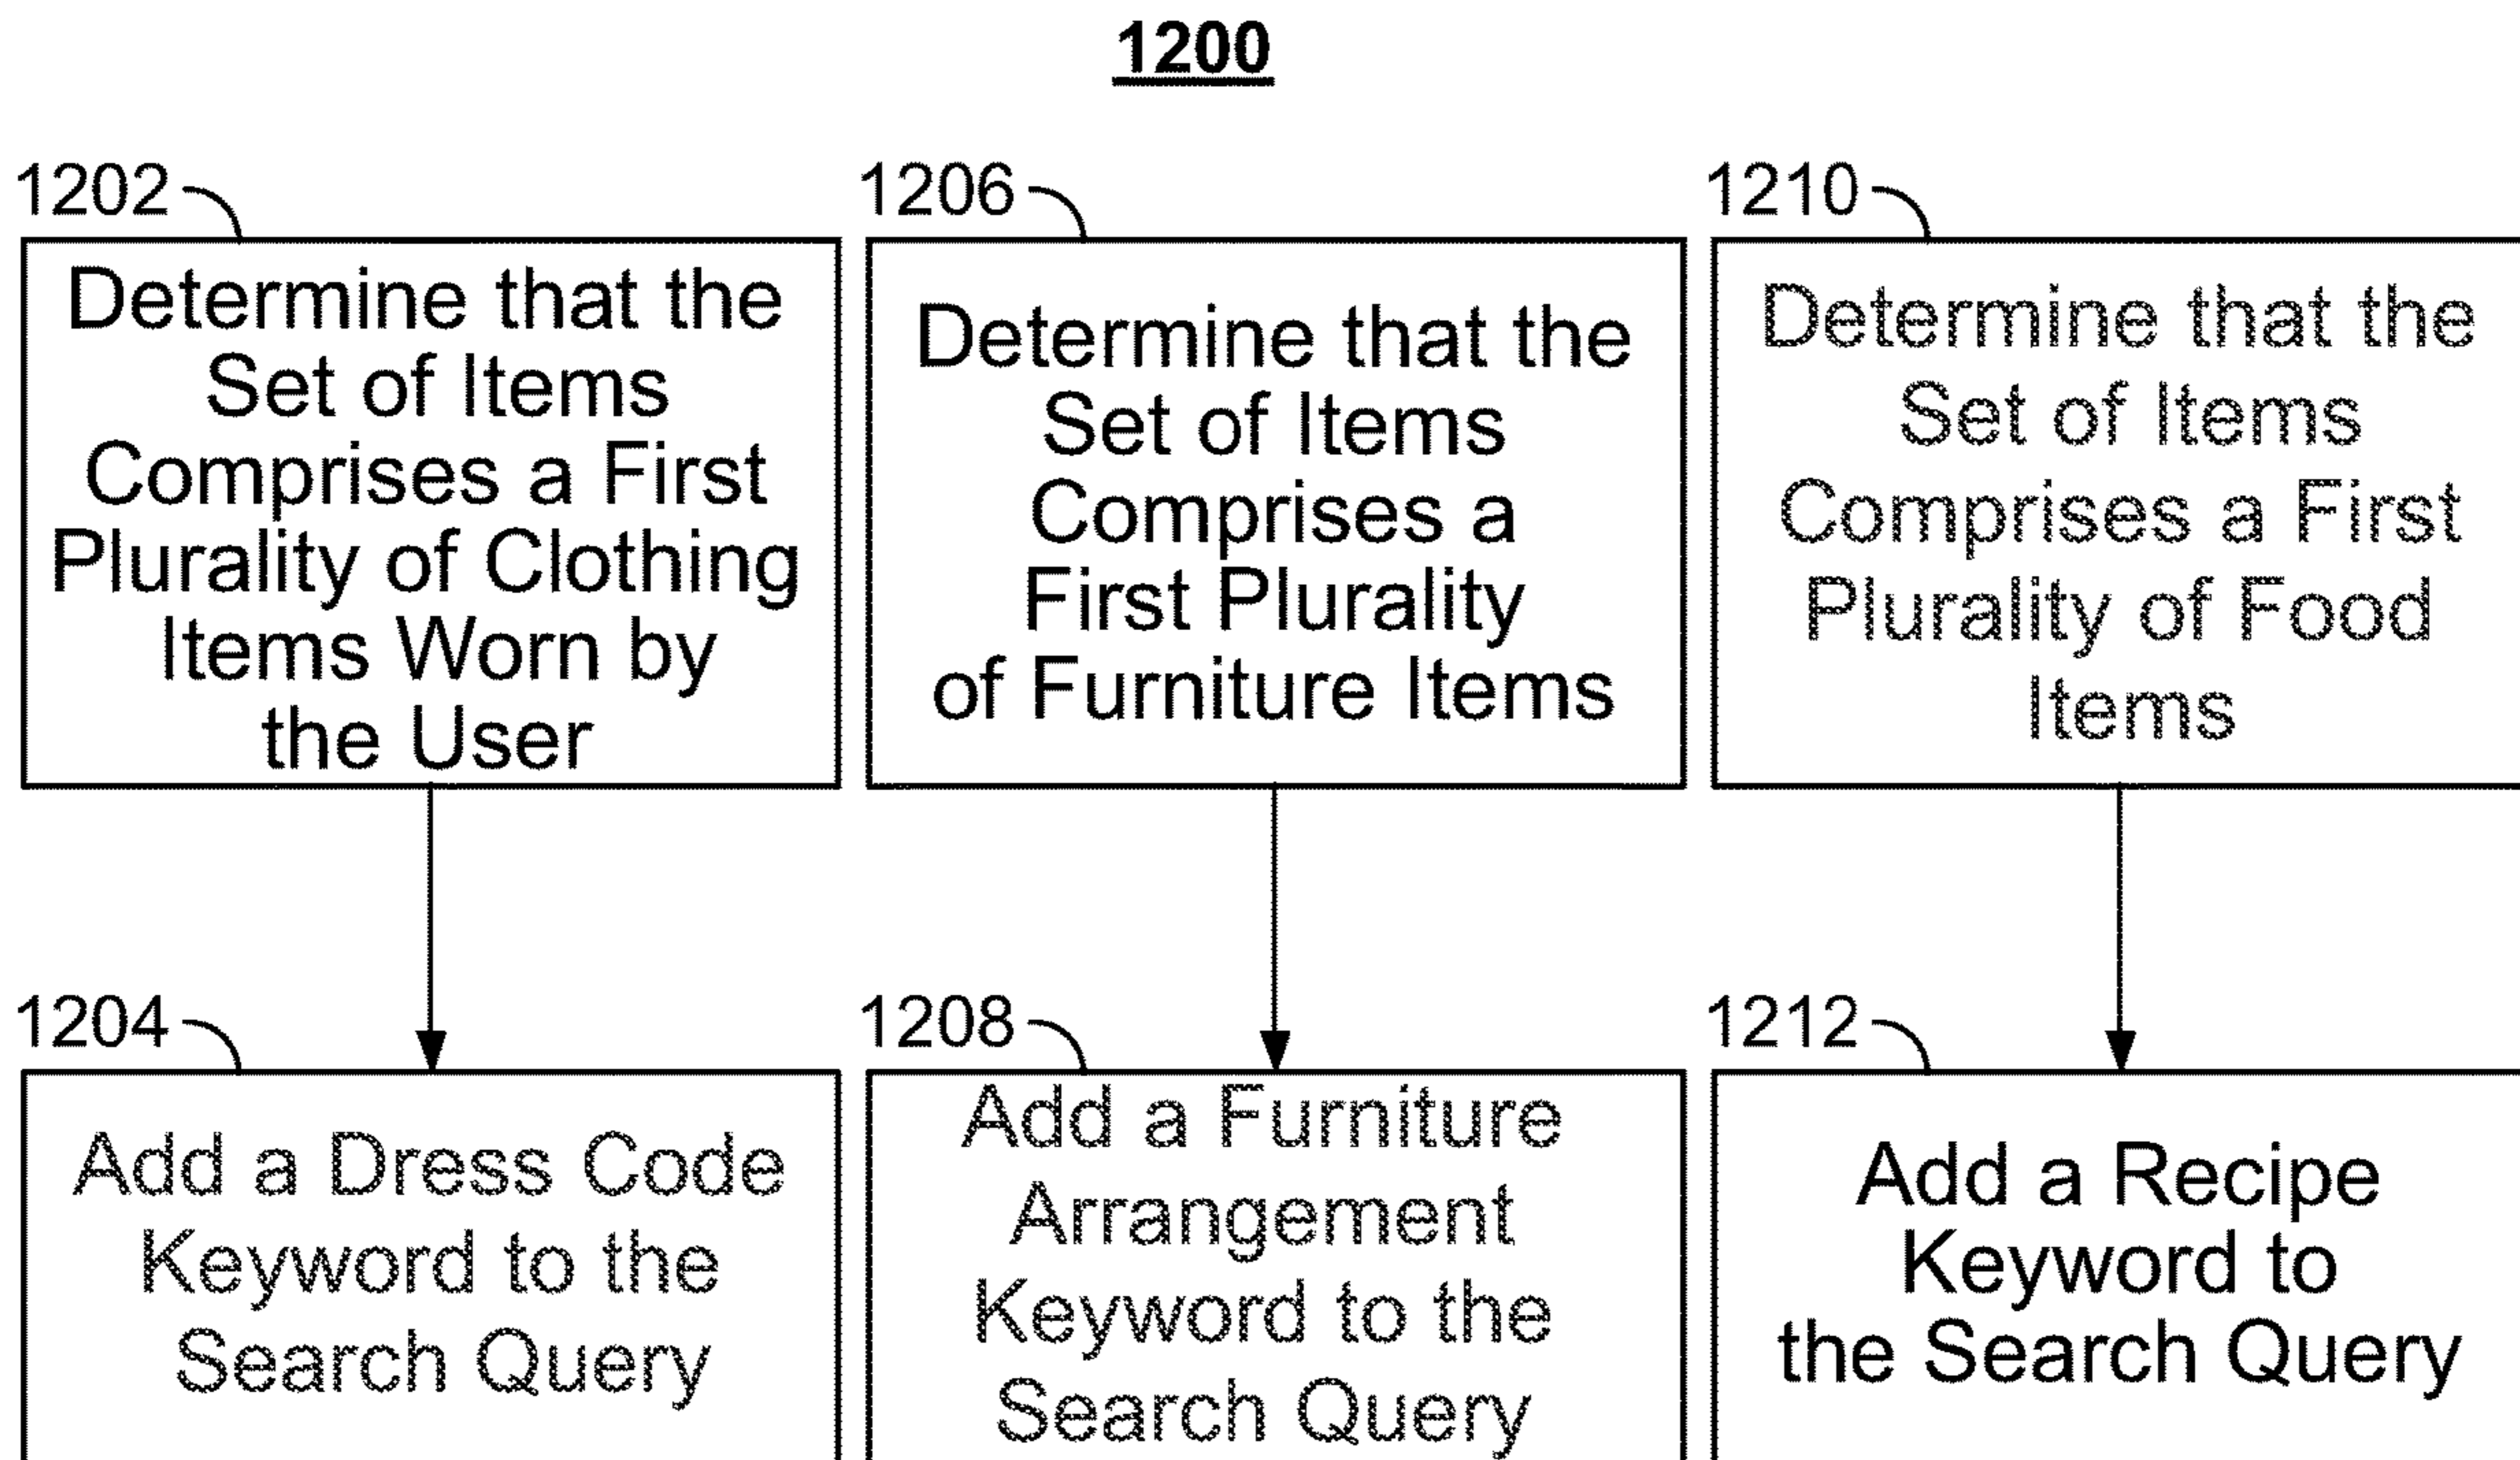 1200
1202
Determine that the
Set of Items
Comprises a First
Plurality of Clothing
Items Worn by
the User
1206
Determine that the
Set of Items
Comprises a
First Plurality
of Furniture Items
1210
Determine that the
Set of Items
Comprises a First
Plurality of Food
Items
1204
Add a Dress Code
Keyword to the
Search Query
1208
Add a Furniture
Arrangement
Keyword to the
Search Query
1212
Add a Recipe
Keyword to
the Search Query